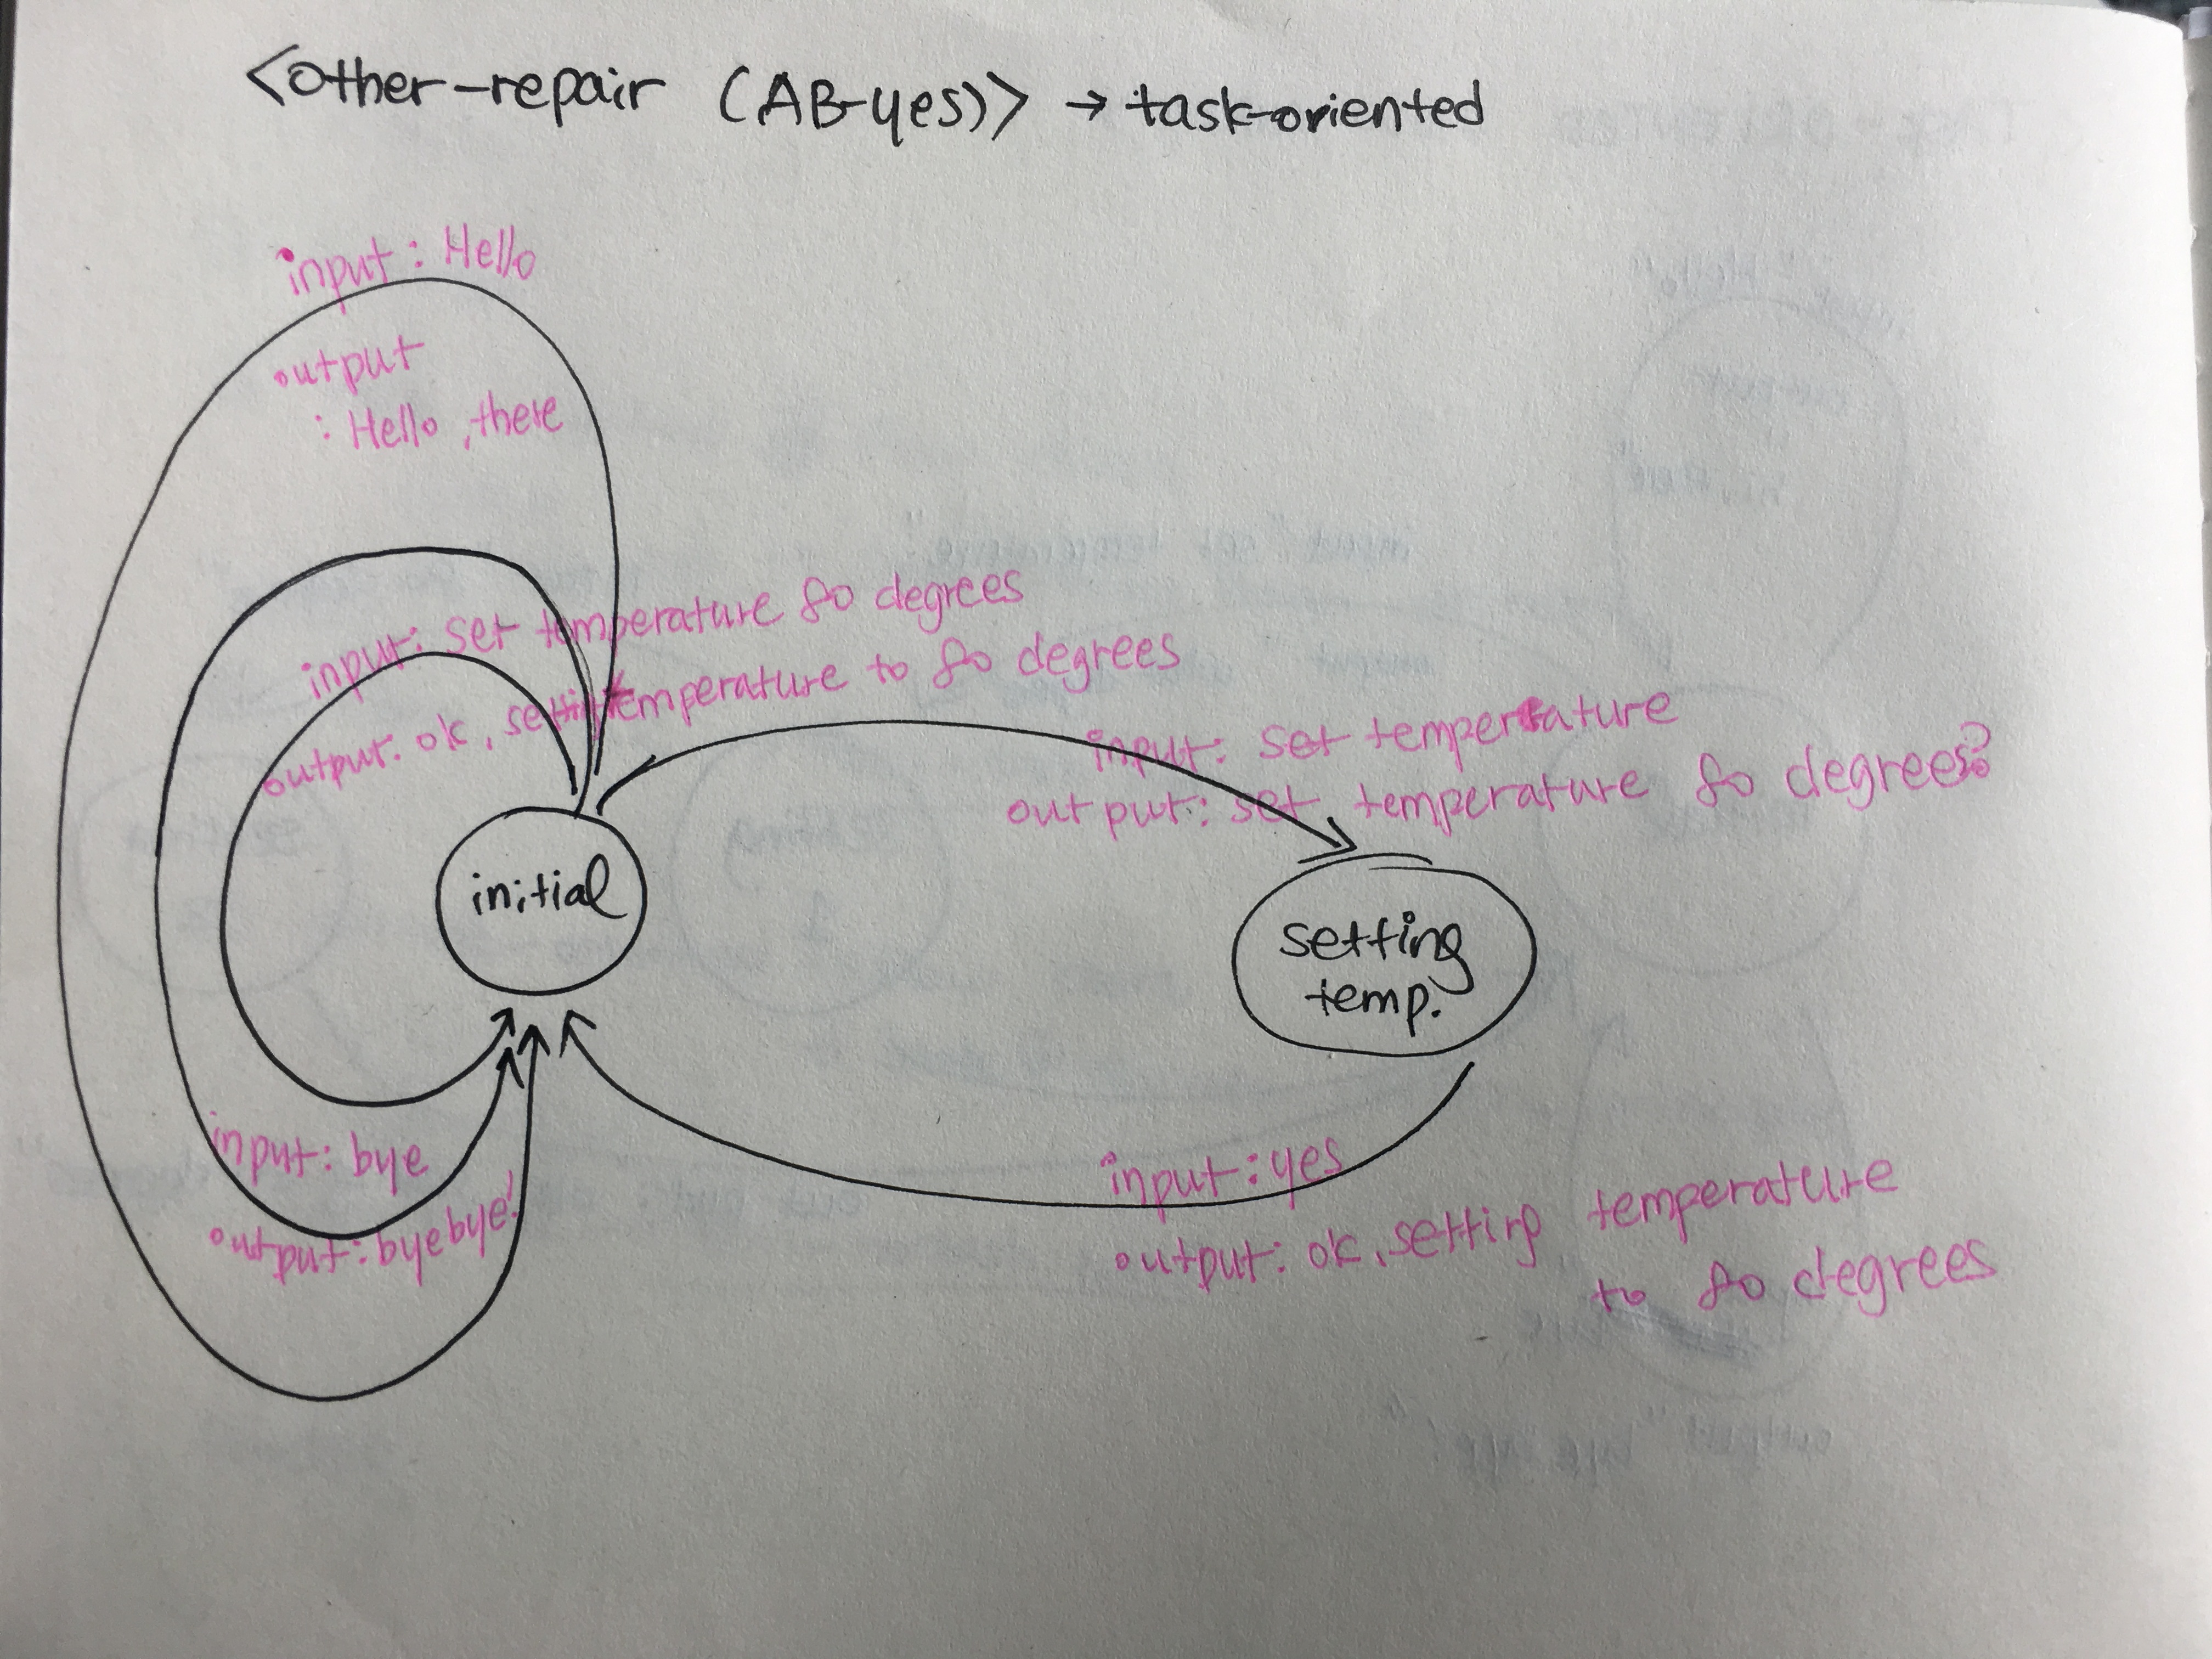 <other-repair (AB-yes)> → task-oriented
input: Hello
output
: Hello, there
input: set temperature 80 degrees
output: ok, setting temperature to 80 degrees
input: set temperature
output: set temperature 80 degrees?
initial
setting
temp.
input: bye
output: byebye!
input: yes
output: ok, setting temperature
to 80 degrees